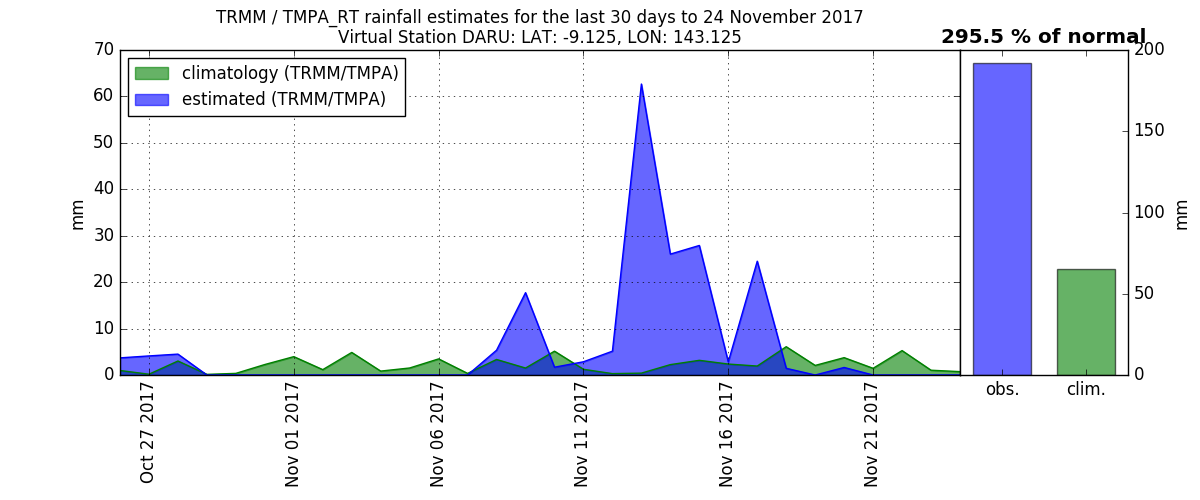 TRMM / TMPA_RT rainfall estimates for the last 30 days to 24 November 2017
Virtual Station DARU: LAT: -9.125, LON: 143.125
295.5 % of normal
climatology (TRMM/TMPA)
estimated (TRMM/TMPA)
70
60
50
40
30
20
10
0
mm
Oct 27 2017
Nov 01 2017
Nov 06 2017
Nov 11 2017
Nov 16 2017
Nov 21 2017
200
150
100
50
0
mm
obs.
clim.